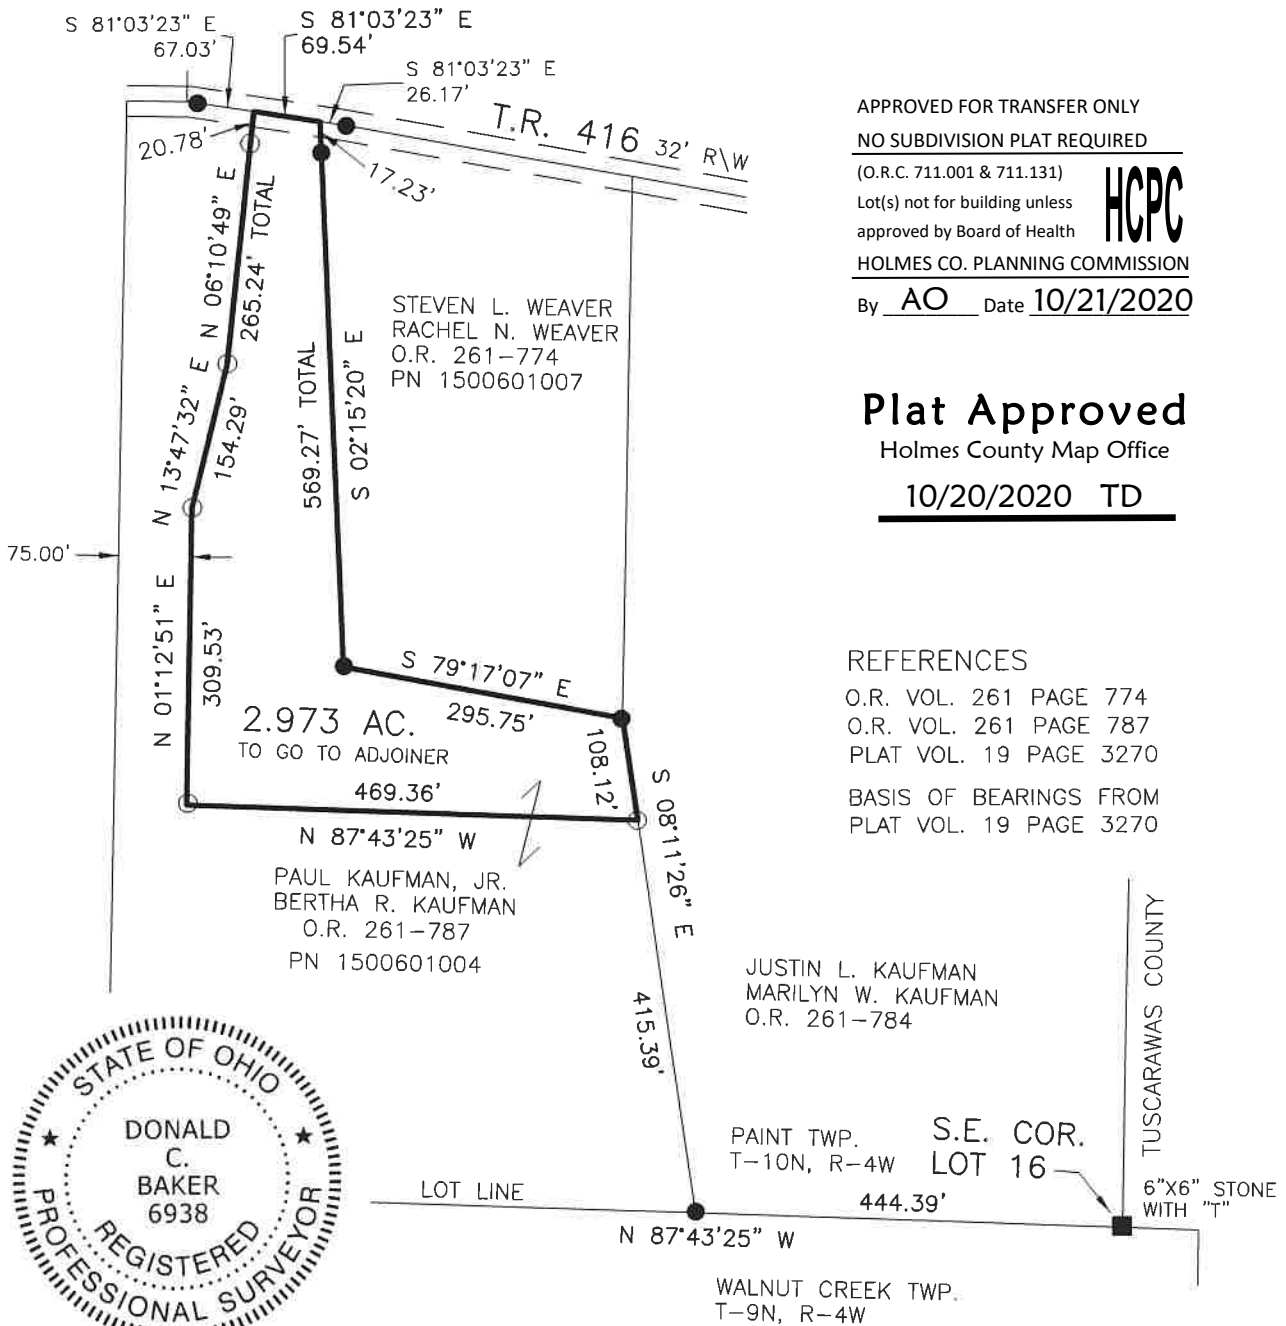 S 81°03'23" E
67.03'
S 81°03'23" E
69.54'
S 81°03'23" E
26.17'
T.R. 416 32' R\W
20.78'
17.23'
N 06°10'49" E
265.24' TOTAL
N 13°47'32" E
154.29'
569.27' TOTAL
S 02°15'20" E
STEVEN L. WEAVER
RACHEL N. WEAVER
O.R. 261-774
PN 1500601007
75.00'
N 01°12'51" E
309.53'
S 79°17'07" E
295.75'
2.973 AC.
TO GO TO ADJOINER
469.36'
N 87°43'25" W
108.12'
S 08°11'26" E
PAUL KAUFMAN, JR.
BERTHA R. KAUFMAN
O.R. 261-787
PN 1500601004
415.39'
JUSTIN L. KAUFMAN
MARILYN W. KAUFMAN
O.R. 261-784
PAINT TWP.
T-10N, R-4W
S.E. COR.
LOT 16
444.39'
LOT LINE
N 87°43'25" W
WALNUT CREEK TWP.
T-9N, R-4W
TUSCARAWAS COUNTY
6"X6" STONE
WITH "T"
APPROVED FOR TRANSFER ONLY
NO SUBDIVISION PLAT REQUIRED
(O.R.C. 711.001 & 711.131)
Lot(s) not for building unless
approved by Board of Health
HCPC
HOLMES CO. PLANNING COMMISSION
By AO Date 10/21/2020
Plat Approved
Holmes County Map Office
10/20/2020 TD
REFERENCES
O.R. VOL. 261 PAGE 774
O.R. VOL. 261 PAGE 787
PLAT VOL. 19 PAGE 3270
BASIS OF BEARINGS FROM
PLAT VOL. 19 PAGE 3270
STATE OF OHIO
DONALD
C.
BAKER
6938
REGISTERED
PROFESSIONAL SURVEYOR